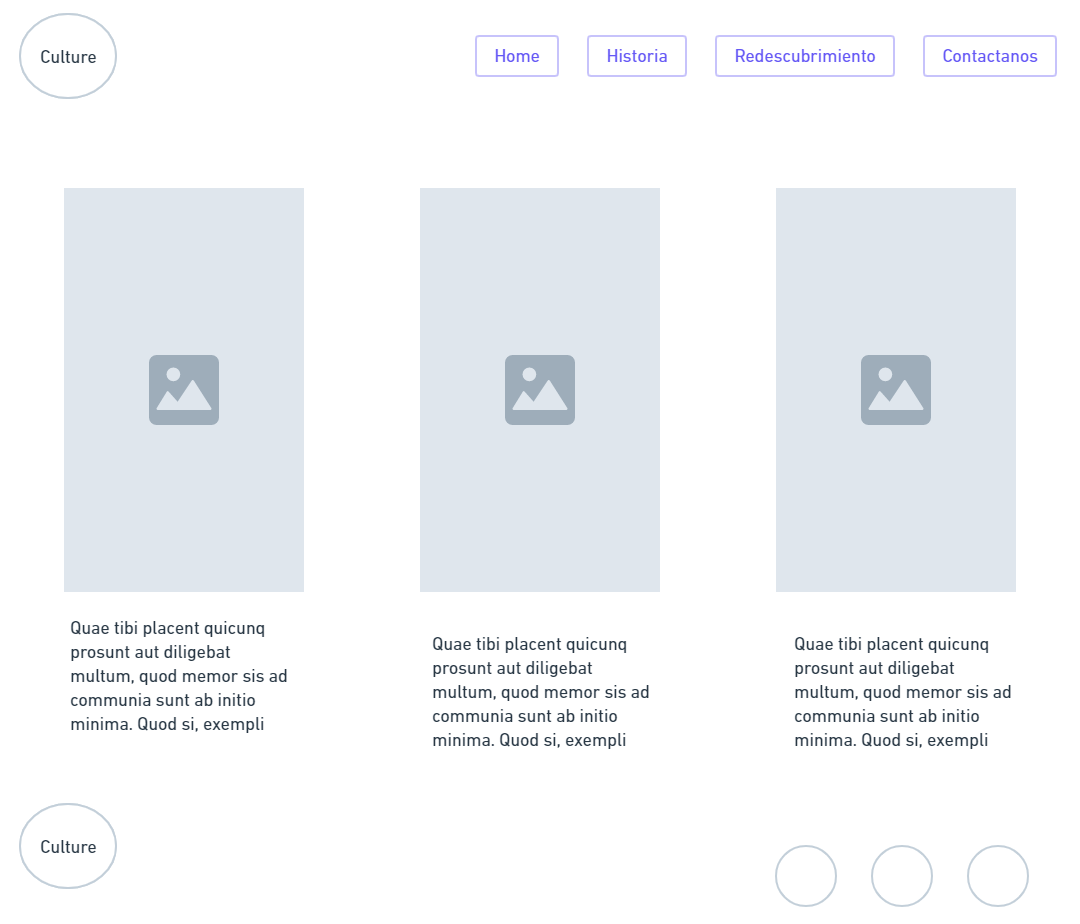 Culture
Home
Historia
Redescubrimiento
Contactanos
Quae tibi placent quicunq
prosunt aut diligebat
multum, quod memor sis ad
communia sunt ab initio
minima. Quod si, exempli
Quae tibi placent quicunq
prosunt aut diligebat
multum, quod memor sis ad
communia sunt ab initio
minima. Quod si, exempli
Quae tibi placent quicunq
prosunt aut diligebat
multum, quod memor sis ad
communia sunt ab initio
minima. Quod si, exempli
Culture